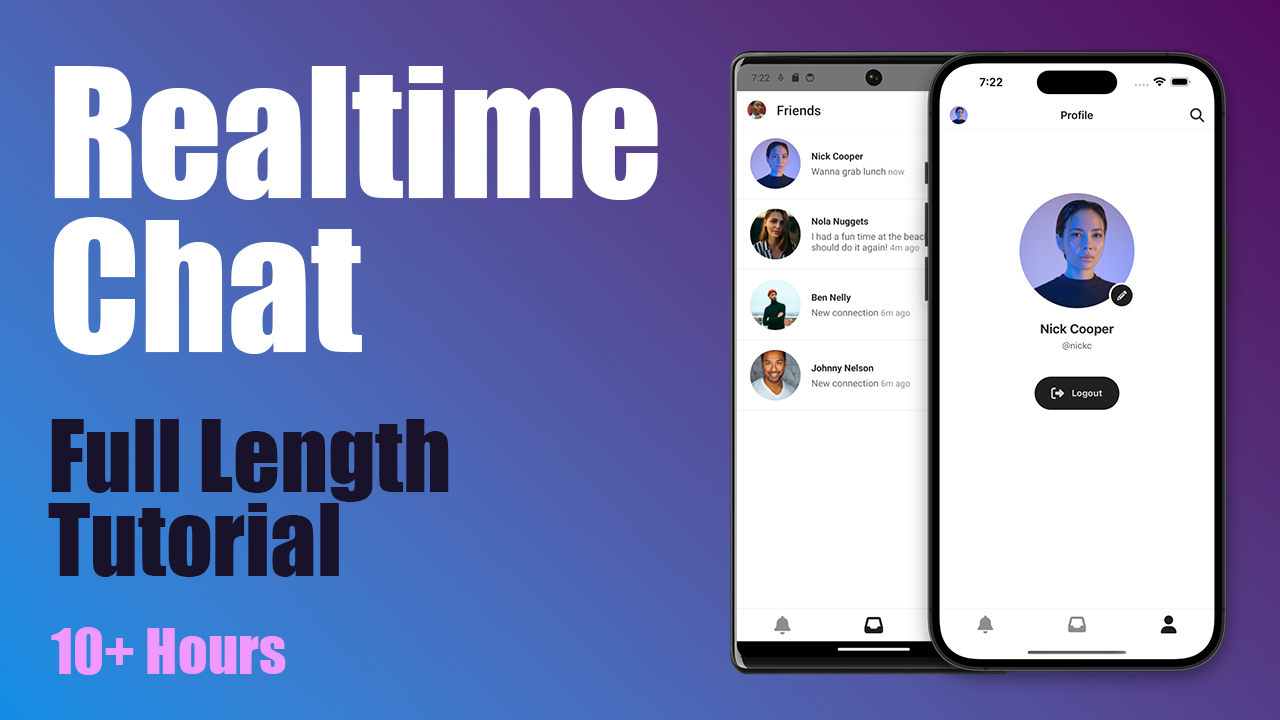 Realtime
Chat
Full Length
Tutorial
10+ Hours
7:22
Friends
Nick Cooper
Wanna grab lunch now
Nola Nuggets
I had a fun time at the beac
should do it again! 4m ago
Ben Nelly
New connection 6m ago
Johnny Nelson
New connection 6m ago
7:22
Profile
Nick Cooper
@nickc
Logout